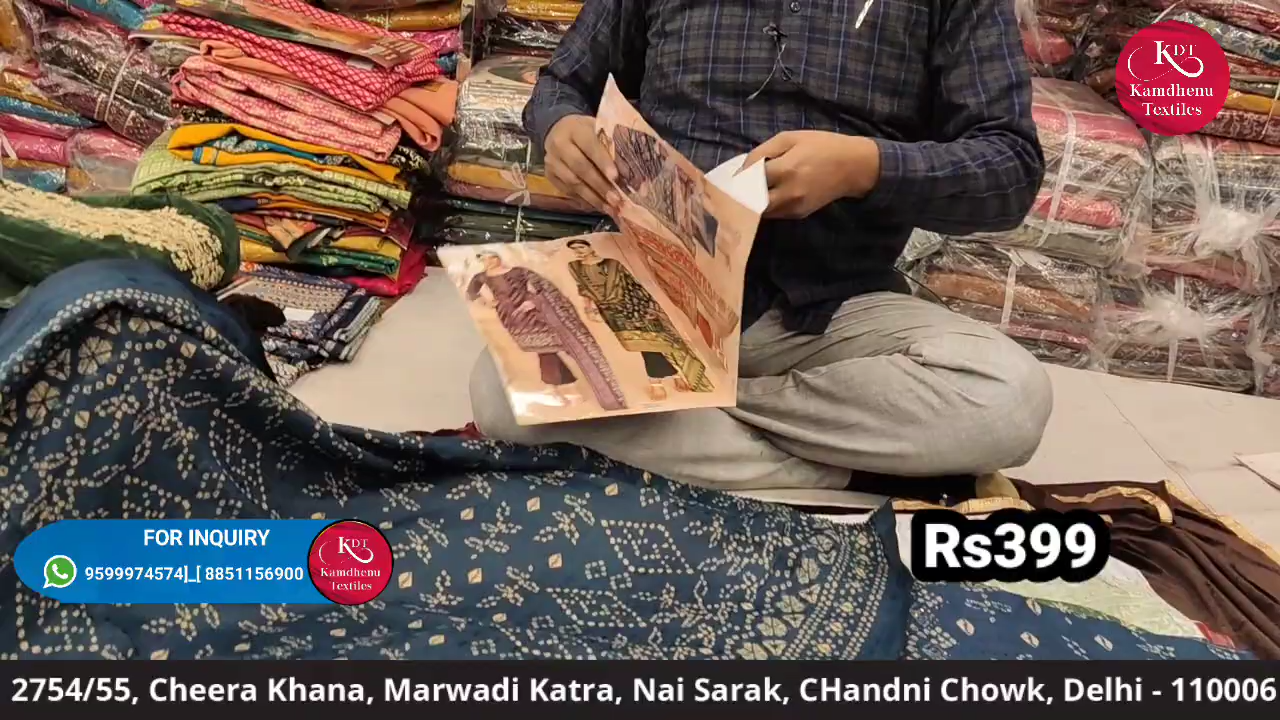 KDT
Kamdhenu
Textiles
Rs399
FOR INQUIRY
9599974574]_[ 8851156900
KDT
Kamdhenu
Textiles
2754/55, Cheera Khana, Marwadi Katra, Nai Sarak, CHandni Chowk, Delhi - 110006